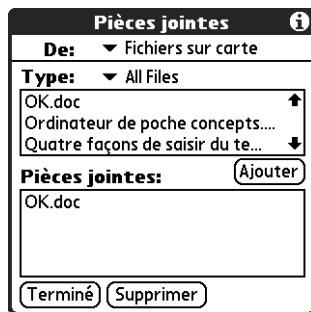 Pièces jointes
De: Fichiers sur carte
Type: All Files
OK.doc
Ordinateur de poche concepts....
Quatre façons de saisir du te...
Pièces jointes: Ajouter
OK.doc
Terminé Supprimer